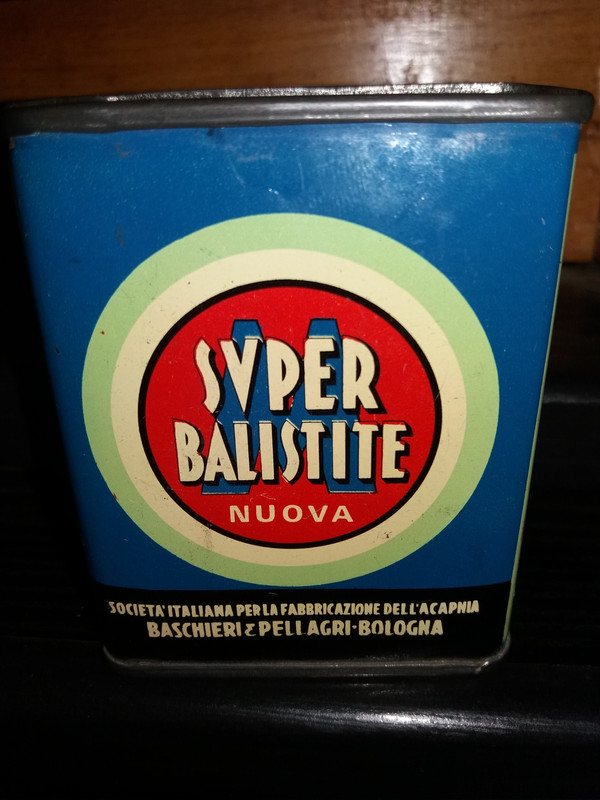 SVPER
BALISTITE
NUOVA
SOCIETA' ITALIANA PER LA FABBRICAZIONE DELL'ACAPNIA
BASCHIERI & PELLAGRI-BOLOGNA